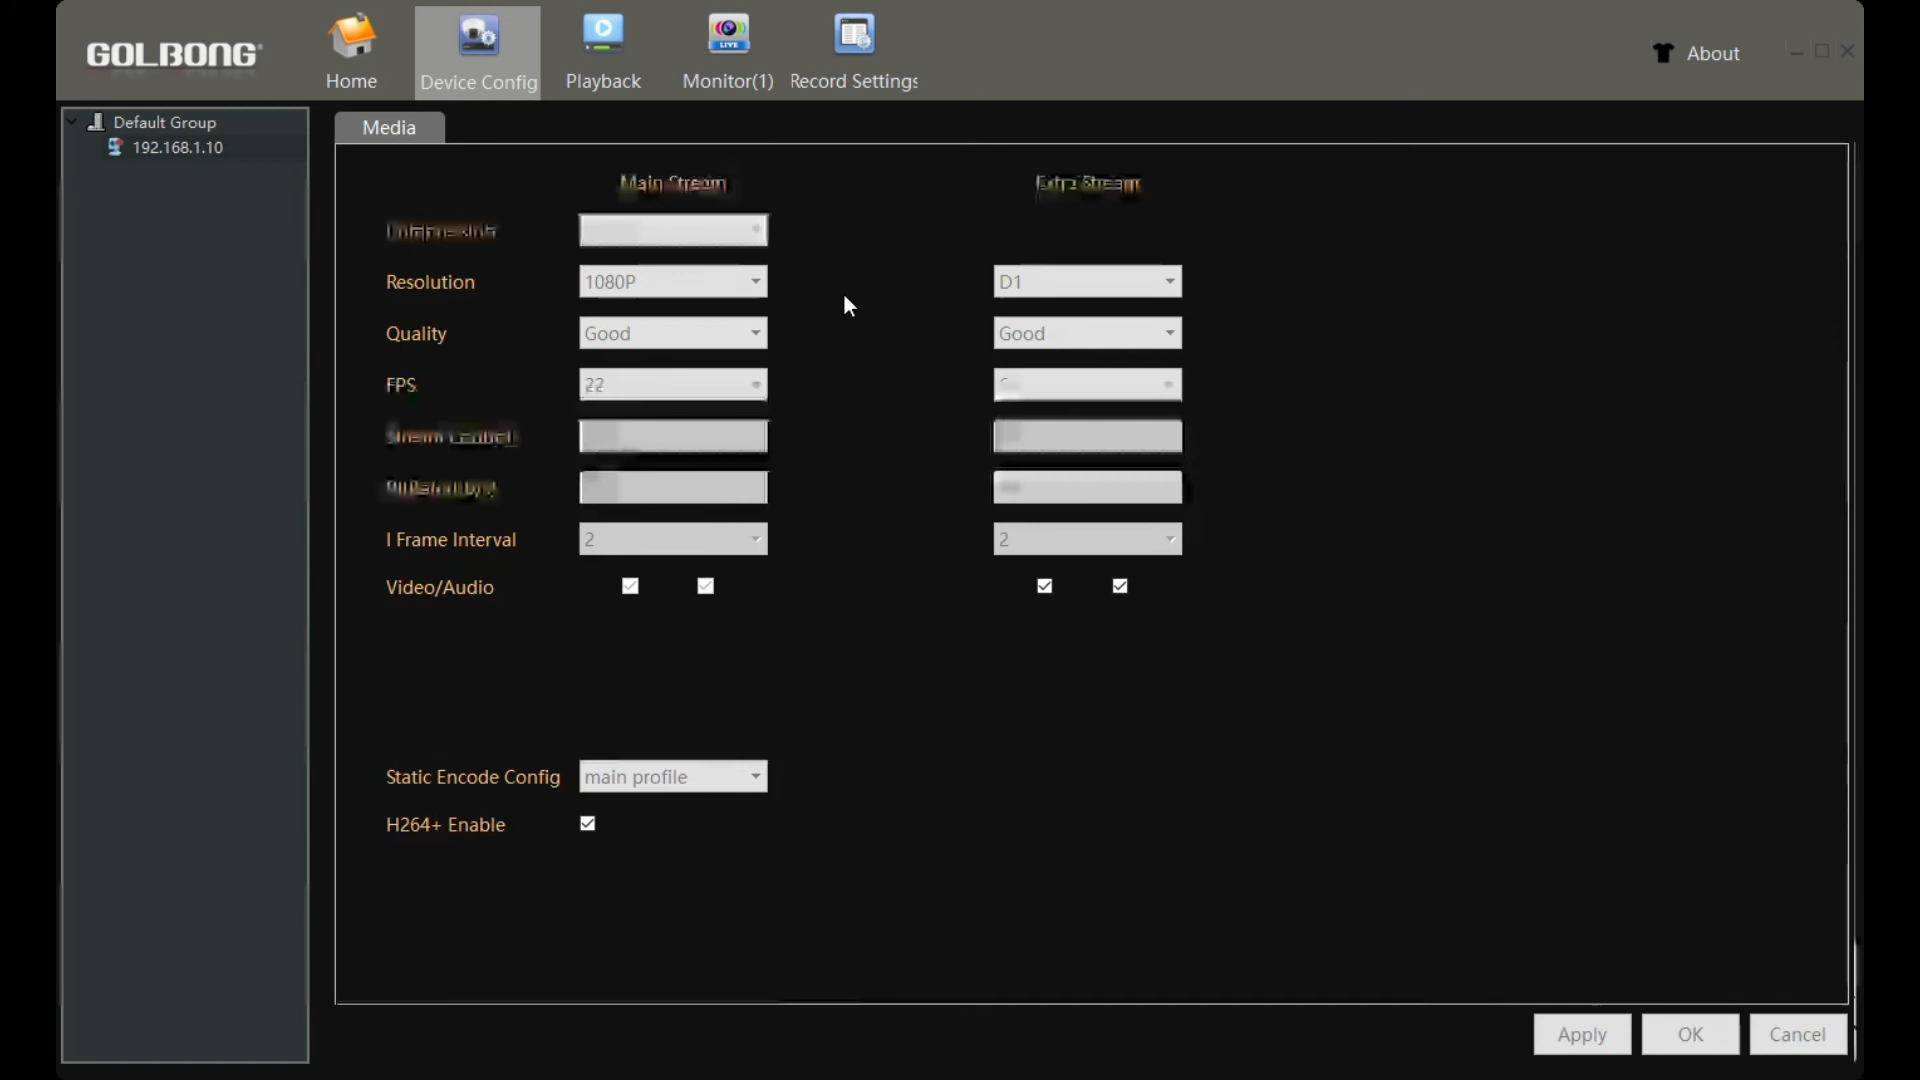 GOLBONG
Home
Device Config
Playback
Monitor(1)
Record Settings
LIVE
About
Default Group
192.168.1.10
Media
Main Stream
Extra Stream
Resolution
1080P
D1
Quality
Good
Good
FPS
22
I Frame Interval
2
2
Video/Audio
Static Encode Config
main profile
H264+ Enable
Apply
OK
Cancel